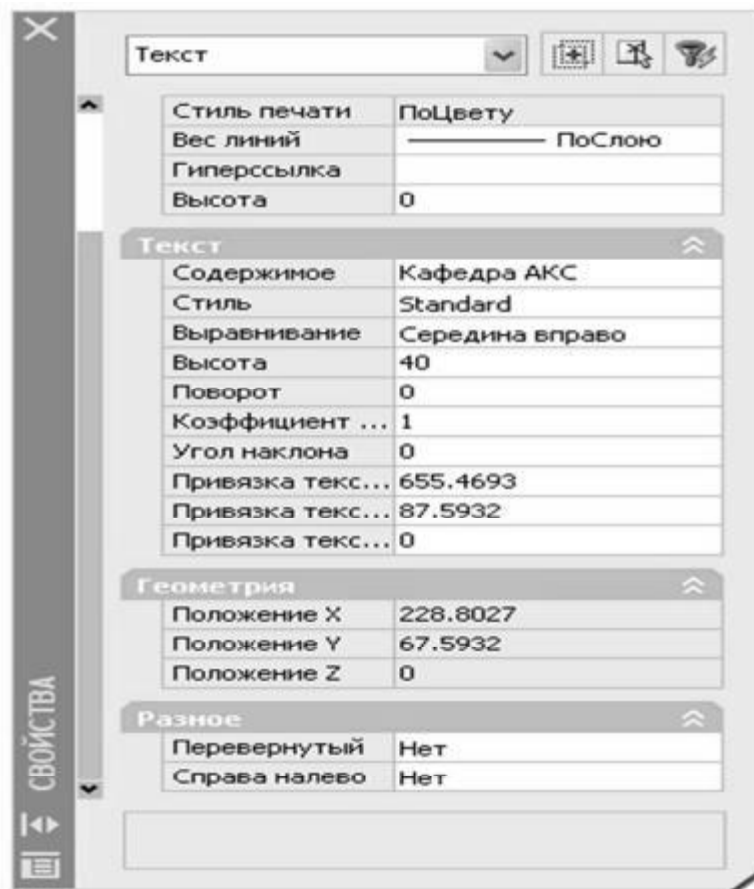 Текст
Стиль печати ПоЦвету
Вес линий ПоСлою
Гиперссылка
Высота 0
Текст
Содержимое Кафедра АКС
Стиль Standard
Выравнивание Середина вправо
Высота 40
Поворот 0
Коэффициент ... 1
Угол наклона 0
Привязка текс... 655.4693
Привязка текс... 87.5932
Привязка текс... 0
Геометрия
Положение X 228.8027
Положение Y 67.5932
Положение Z 0
Разное
Перевернутый Нет
Справа налево Нет
СВОЙСТВА